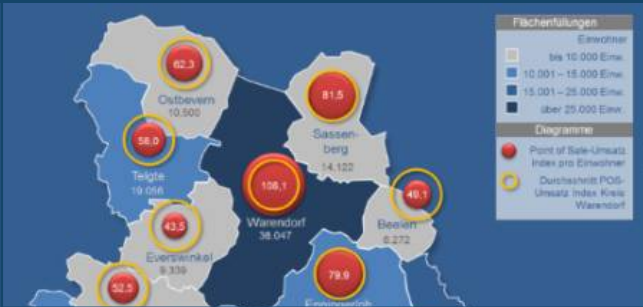 Flächenfüllungen
Einwohner
bis 10.000 Einw.
10.001 – 15.000 Einw.
15.001 – 25.000 Einw.
über 25.000 Einw.
Diagramme
Point of Sale-Umsatz
Index pro Einwohner
Durchschnitt POS-
Umsatz Index Kreis
Warendorf
62,3
Ostbevern
10.500
81,5
Sassen-
berg
14.122
58,0
Telgte
19.056
108,1
Warendorf
38.047
49,1
Beelen
6.272
43,5
Everswinkel
9.339
52,5
79,9